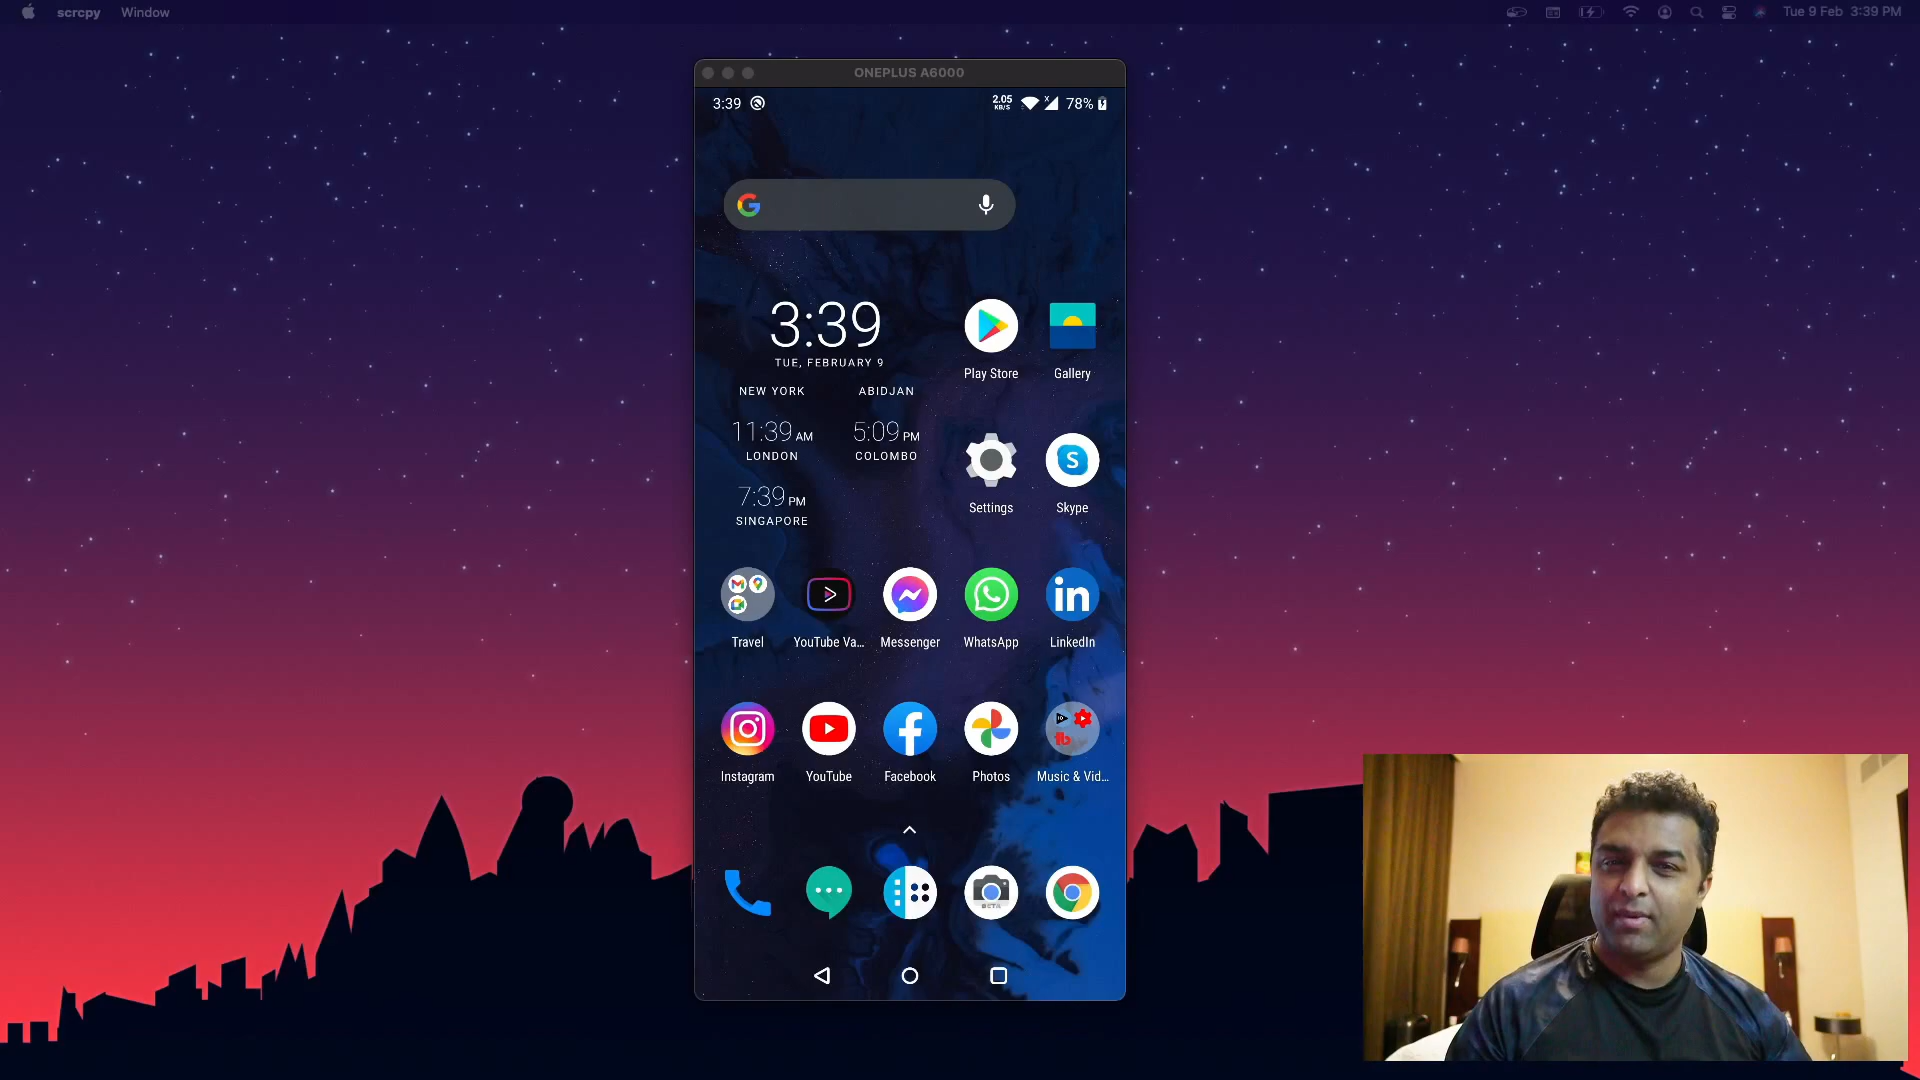 scrcpy Window Tue 9 Feb 3:39 PM
ONEPLUS A6000
3:39 2.05 KB/S 78%
3:39
TUE, FEBRUARY 9
NEW YORK ABIDJAN
11:39 AM 5:09 PM
LONDON COLOMBO
7:39 PM
SINGAPORE
Play Store Gallery
Settings Skype
Travel YouTube Va... Messenger WhatsApp LinkedIn
Instagram YouTube Facebook Photos Music & Vid...
BETA